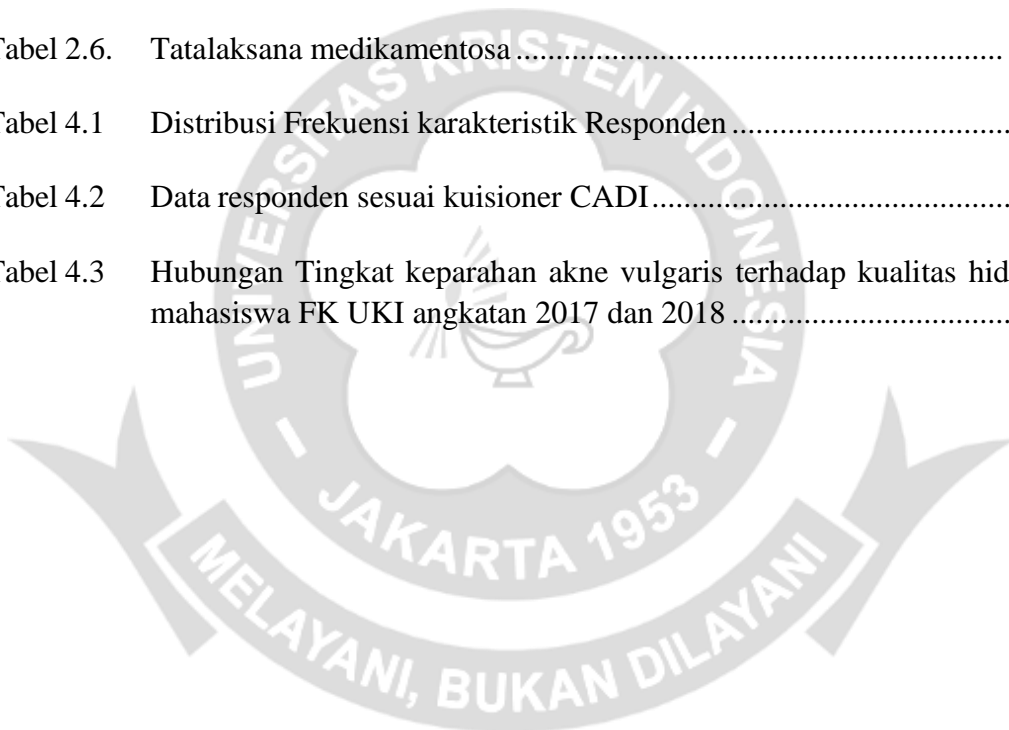 Tabel 2.6. Tatalaksana medikamentosa .............................................................
Tabel 4.1 Distribusi Frekuensi karakteristik Responden ...................................
Tabel 4.2 Data responden sesuai kuisioner CADI.............................................
Tabel 4.3 Hubungan Tingkat keparahan akne vulgaris terhadap kualitas hid
mahasiswa FK UKI angkatan 2017 dan 2018 ...................................
UNIVERSITAS KRISTEN INDONESIA
JAKARTA 1953
MELAYANI, BUKAN DILAYANI